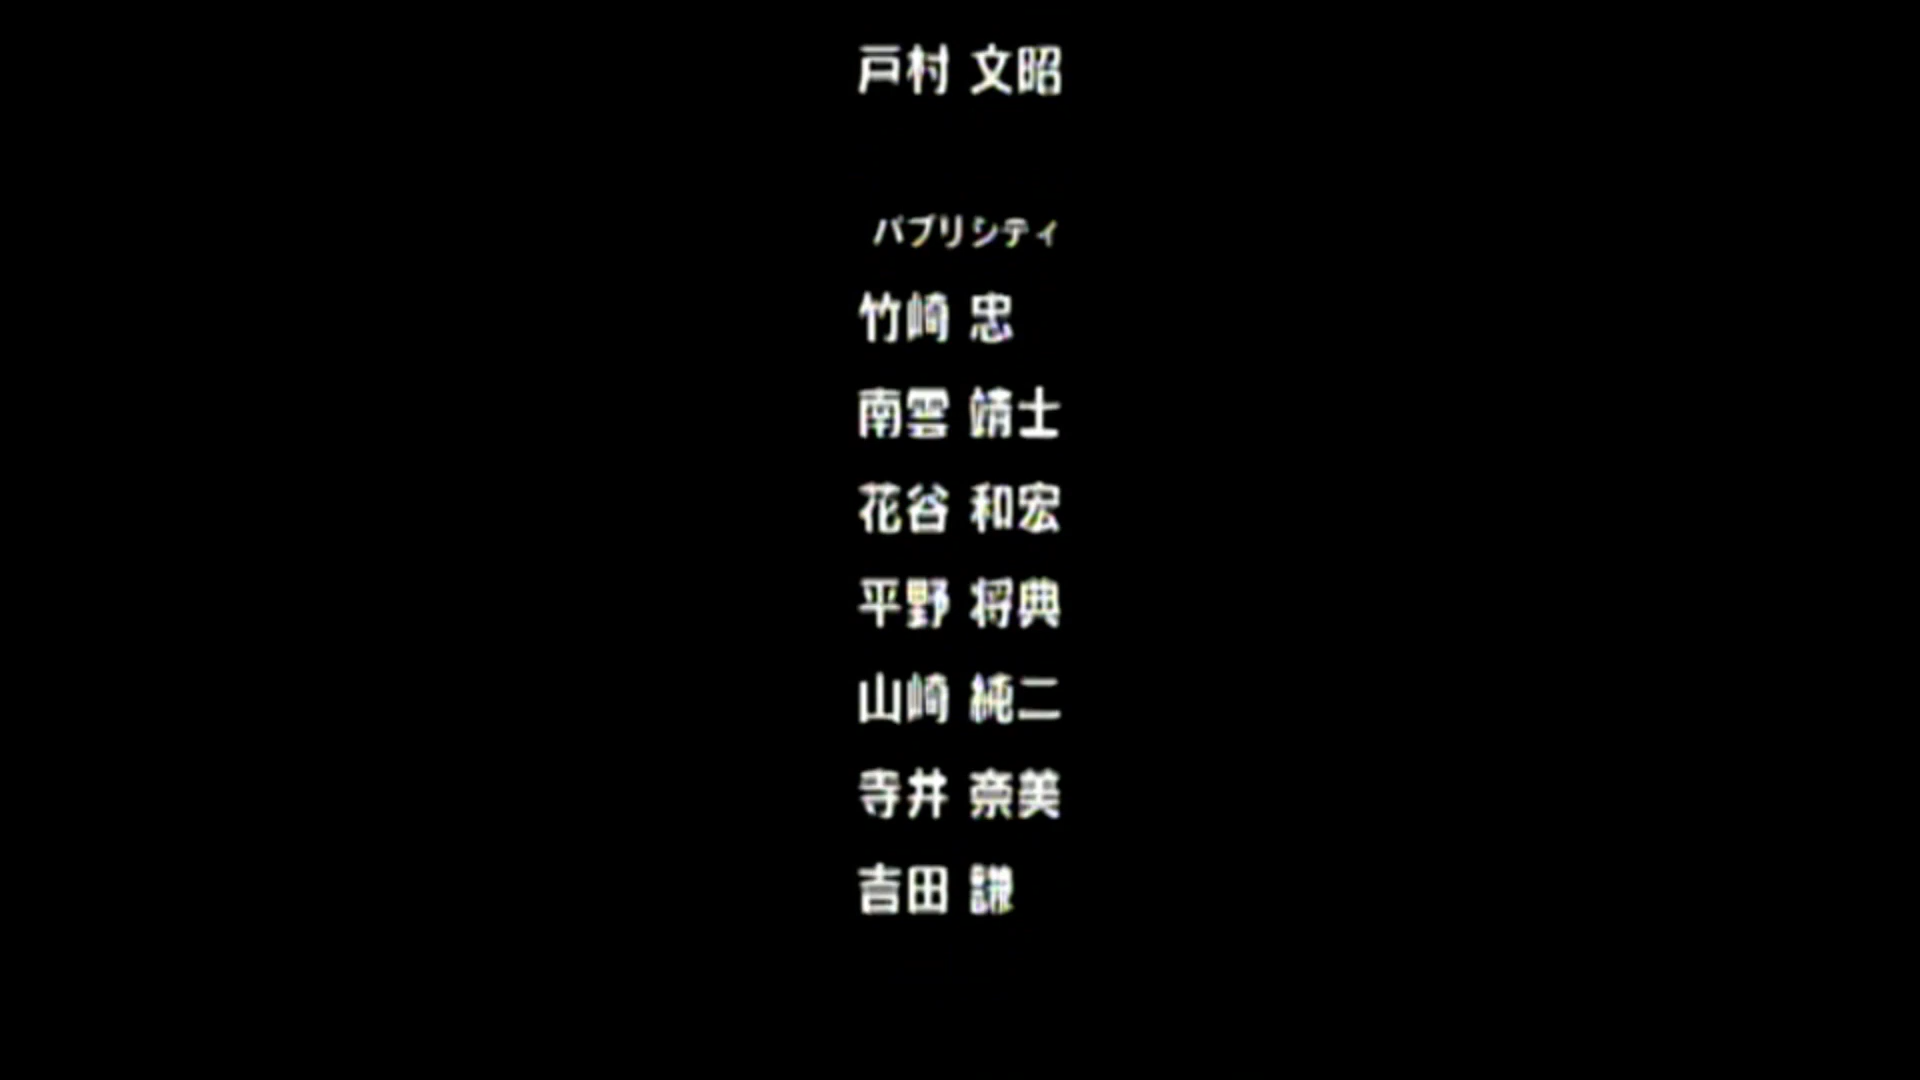 戸村 文昭
パブリシティ
竹崎 忠
南雲 靖士
花谷 和宏
平野 将典
山崎 純二
寺井 奈美
吉田 謙